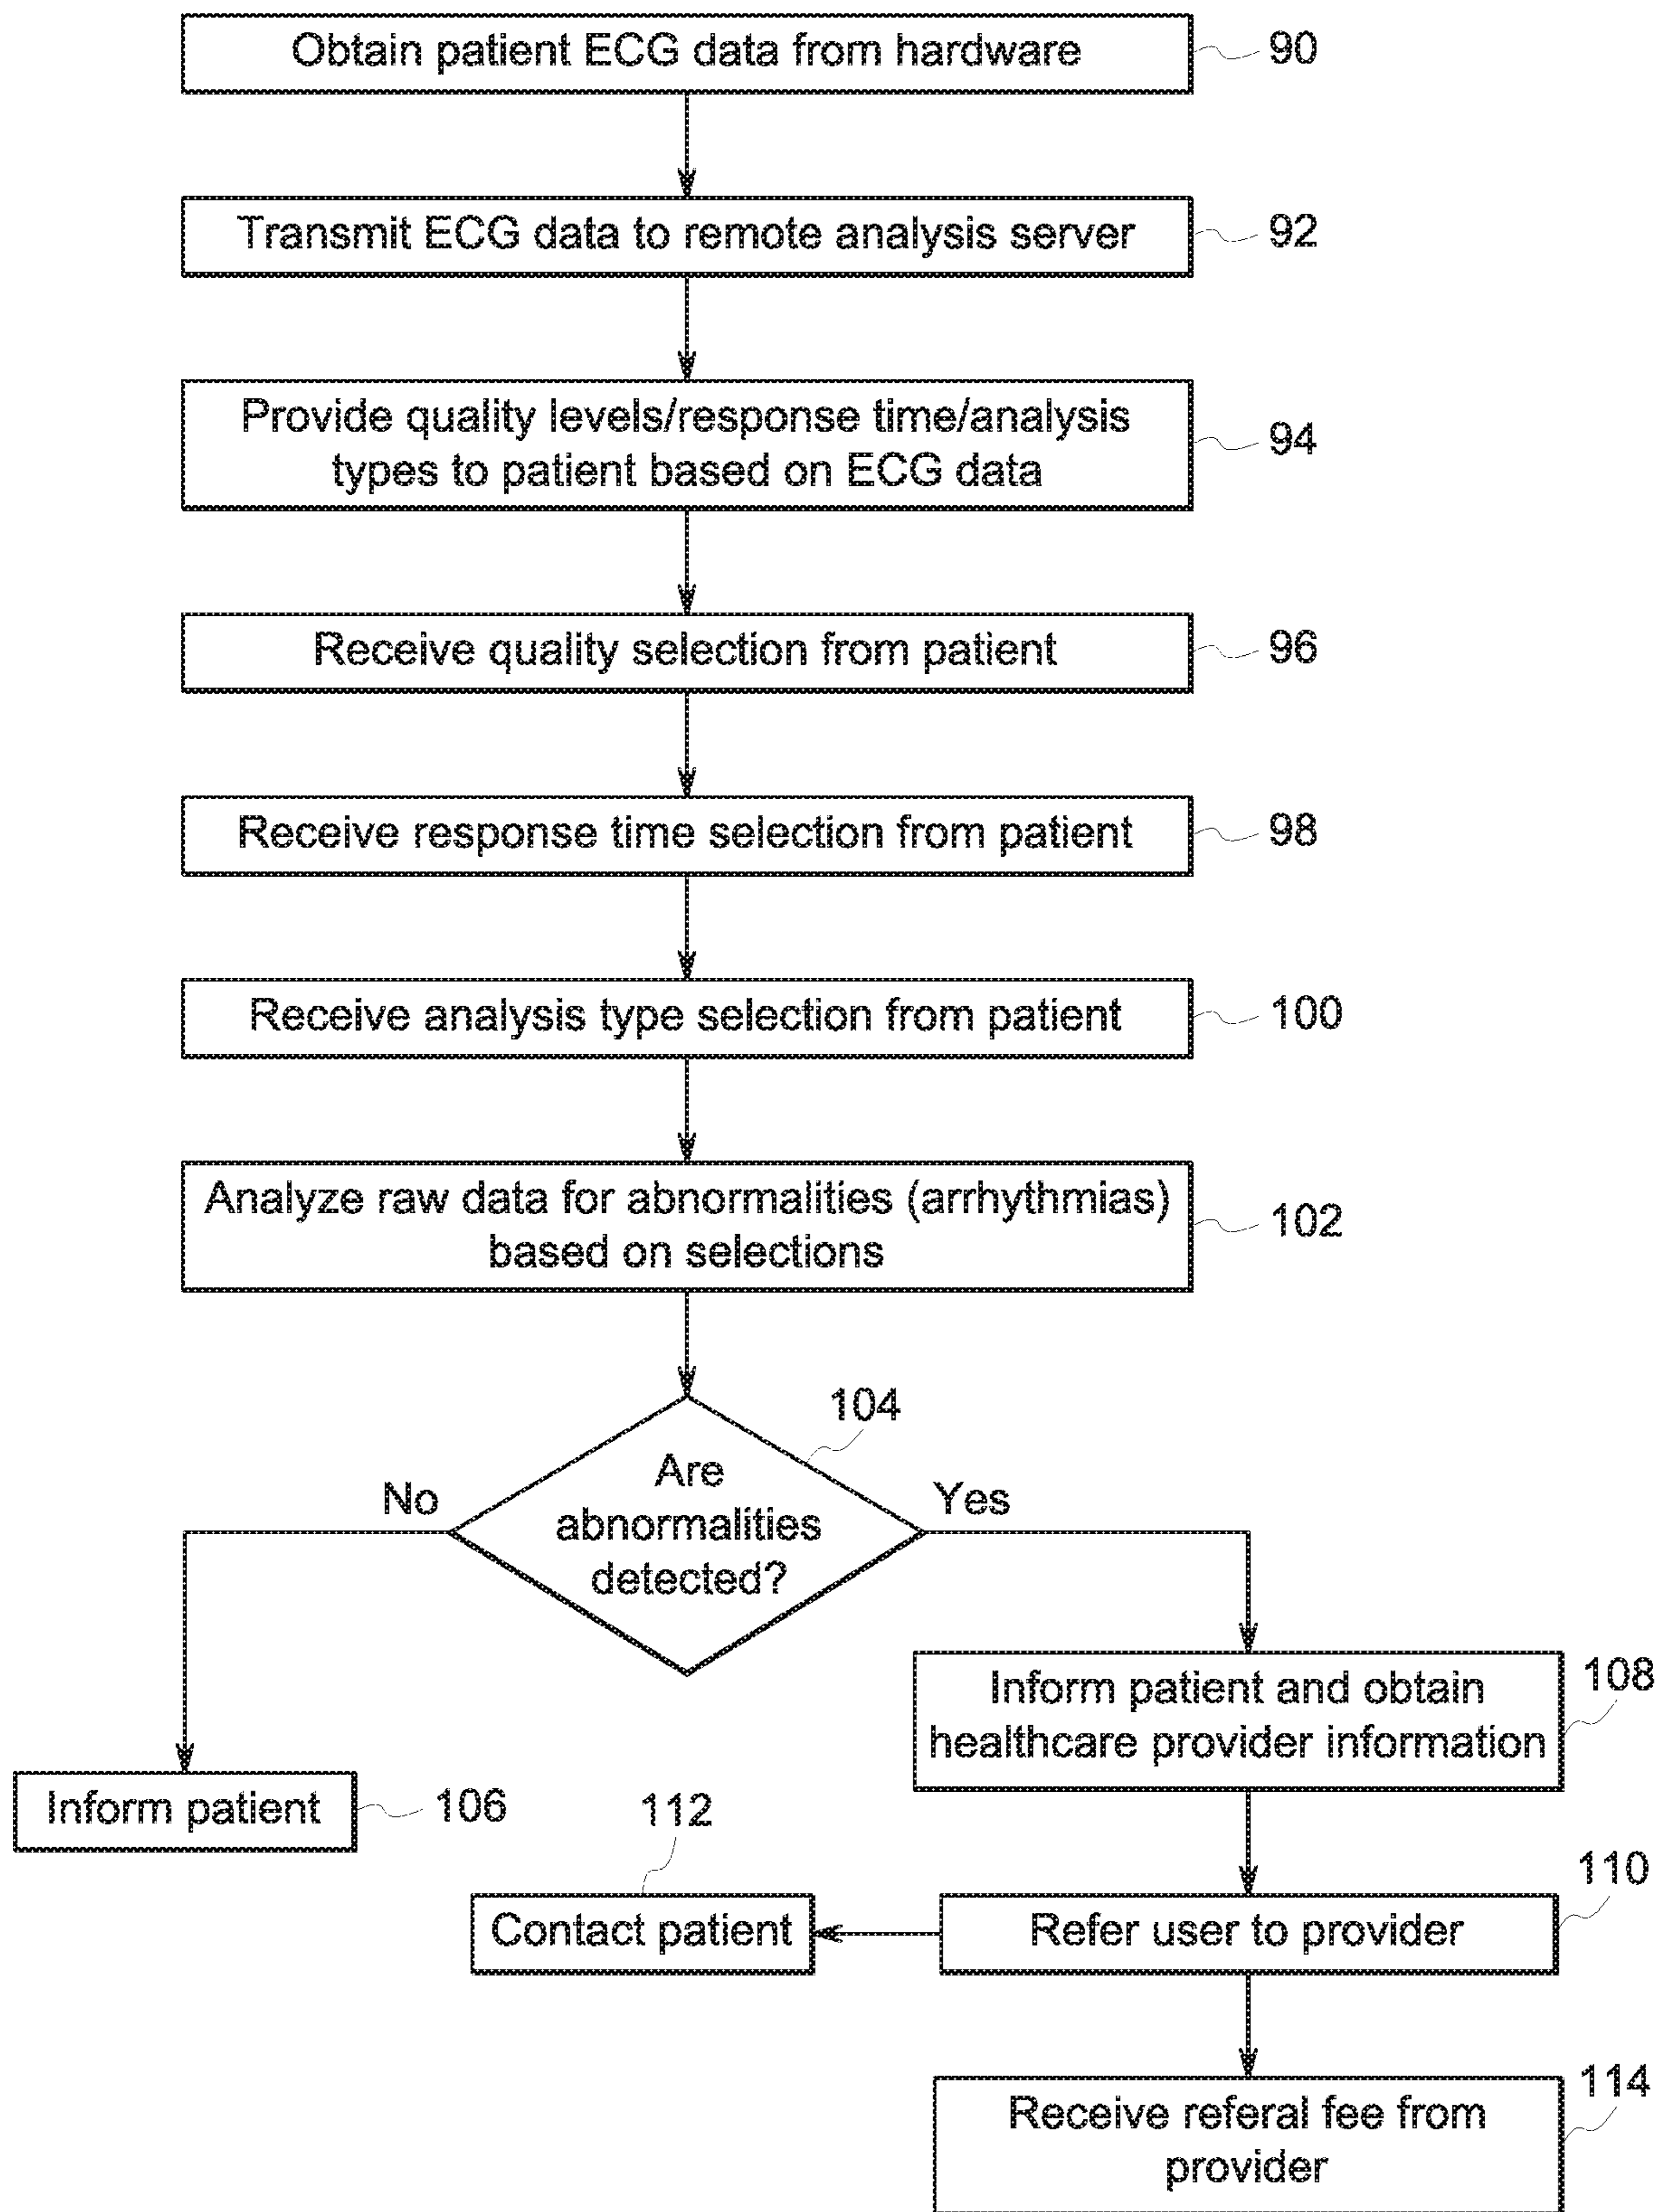 Obtain patient ECG data from hardware
90
Transmit ECG data to remote analysis server
92
Provide quality levels/response time/analysis
types to patient based on ECG data
94
Receive quality selection from patient
96
Receive response time selection from patient
98
Receive analysis type selection from patient
100
Analyze raw data for abnormalities (arrhythmias)
based on selections
102
104
Are
abnormalities
detected?
No
Yes
Inform patient
106
Inform patient and obtain
healthcare provider information
108
Refer user to provider
110
Contact patient
112
Receive referal fee from
provider
114